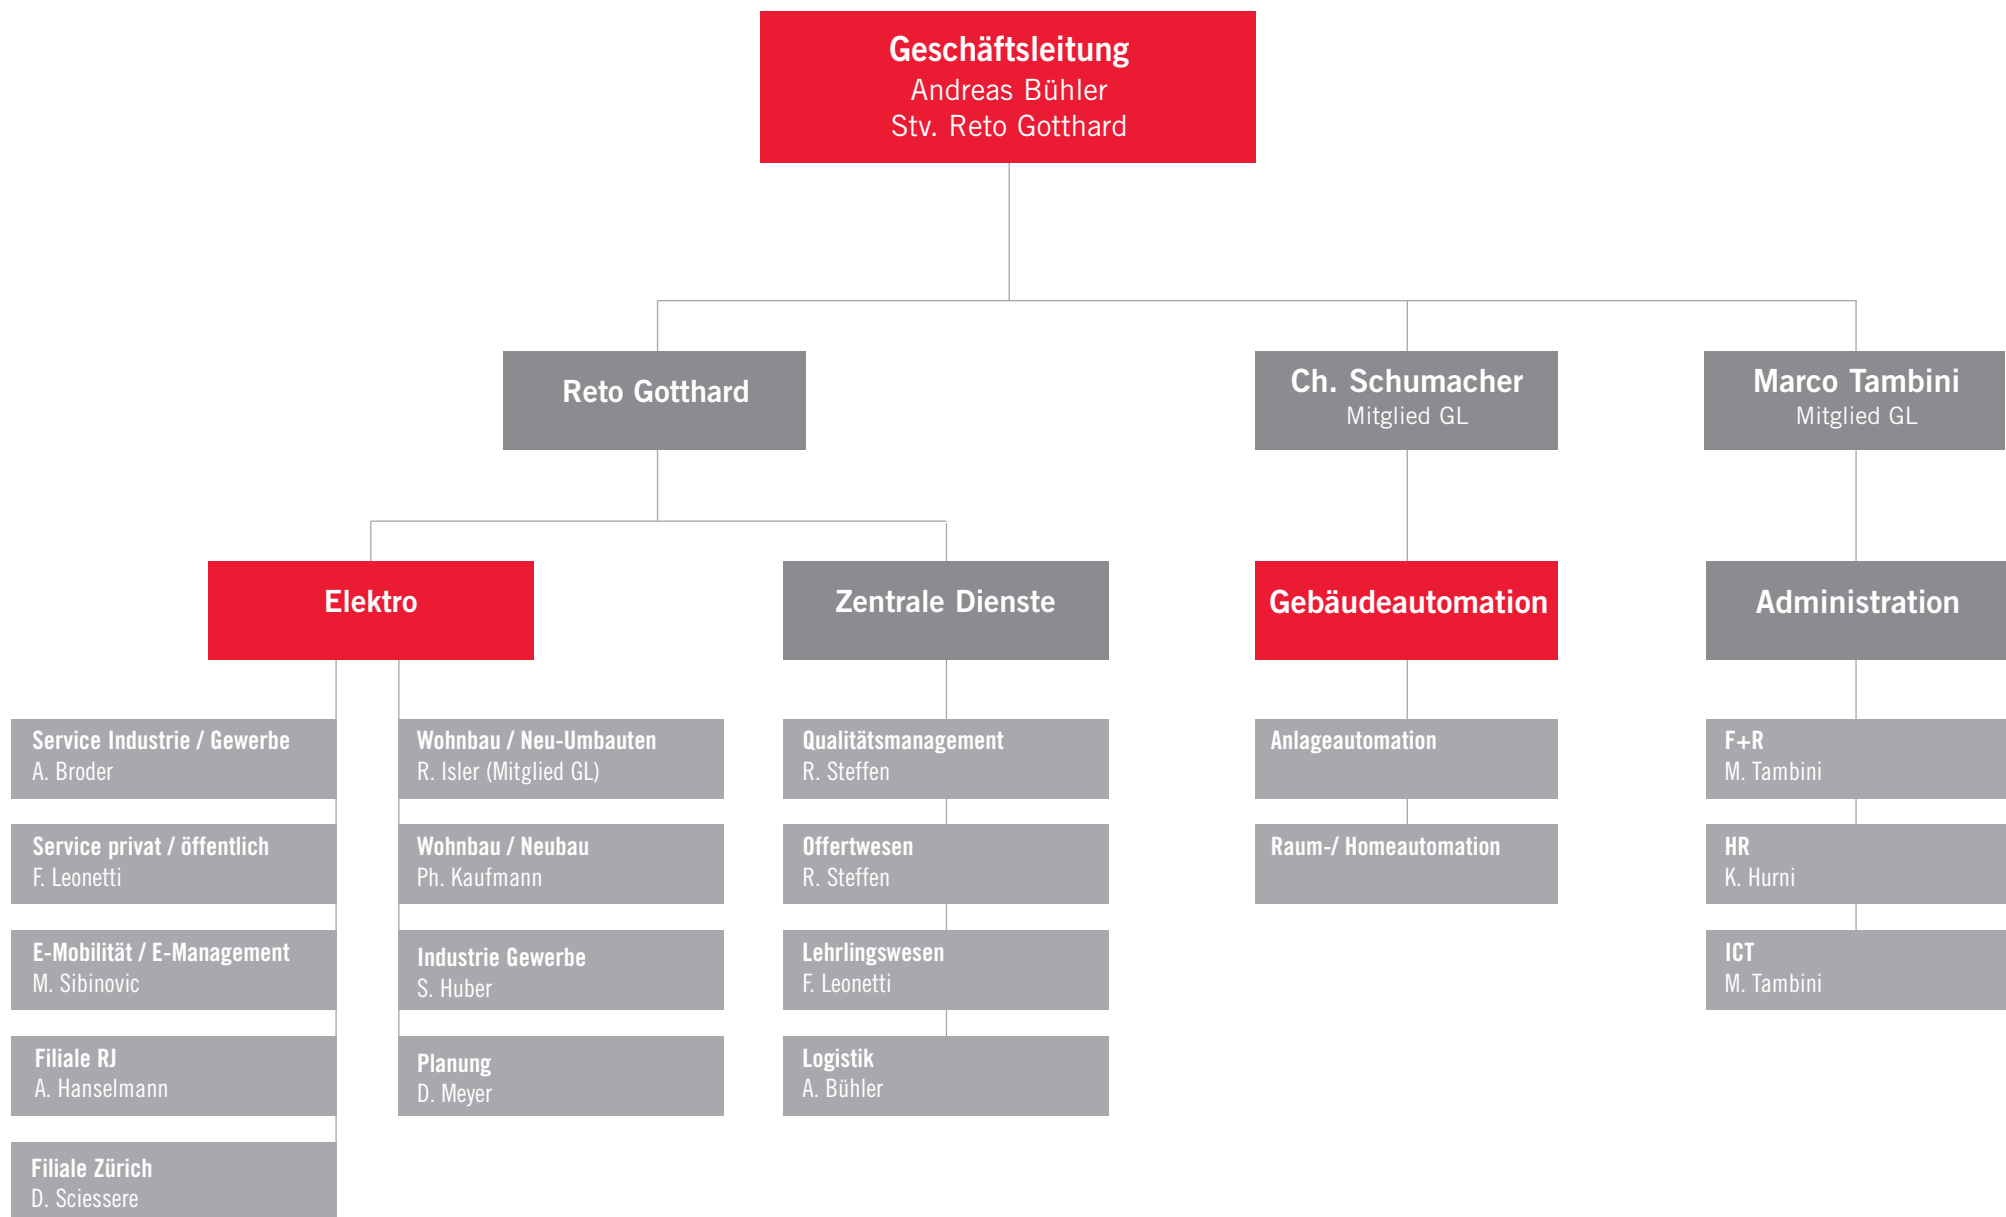 Geschäftsleitung
Andreas Bühler
Stv. Reto Gotthard
Reto Gotthard
Ch. Schumacher
Mitglied GL
Marco Tambini
Mitglied GL
Elektro
Zentrale Dienste
Gebäudeautomation
Administration
Service Industrie / Gewerbe
A. Broder
Service privat / öffentlich
F. Leonetti
E-Mobilität / E-Management
M. Sibinovic
Filiale RJ
A. Hanselmann
Filiale Zürich
D. Sciessere
Wohnbau / Neu-Umbauten
R. Isler (Mitglied GL)
Wohnbau / Neubau
Ph. Kaufmann
Industrie Gewerbe
S. Huber
Planung
D. Meyer
Qualitätsmanagement
R. Steffen
Offertwesen
R. Steffen
Lehrlingswesen
F. Leonetti
Logistik
A. Bühler
Anlageautomation
Raum-/ Homeautomation
F+R
M. Tambini
HR
K. Hurni
ICT
M. Tambini